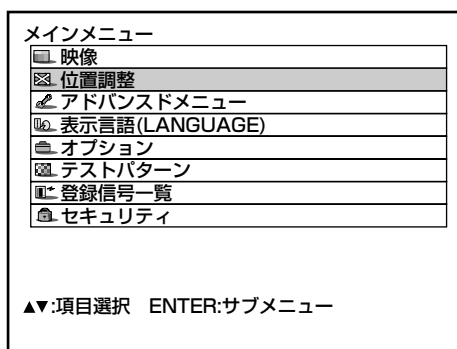 メインメニュー
映像
位置調整
アドバンスドメニュー
表示言語(LANGUAGE)
オプション
テストパターン
登録信号一覧
セキュリティ
▲▼:項目選択　ENTER:サブメニュー